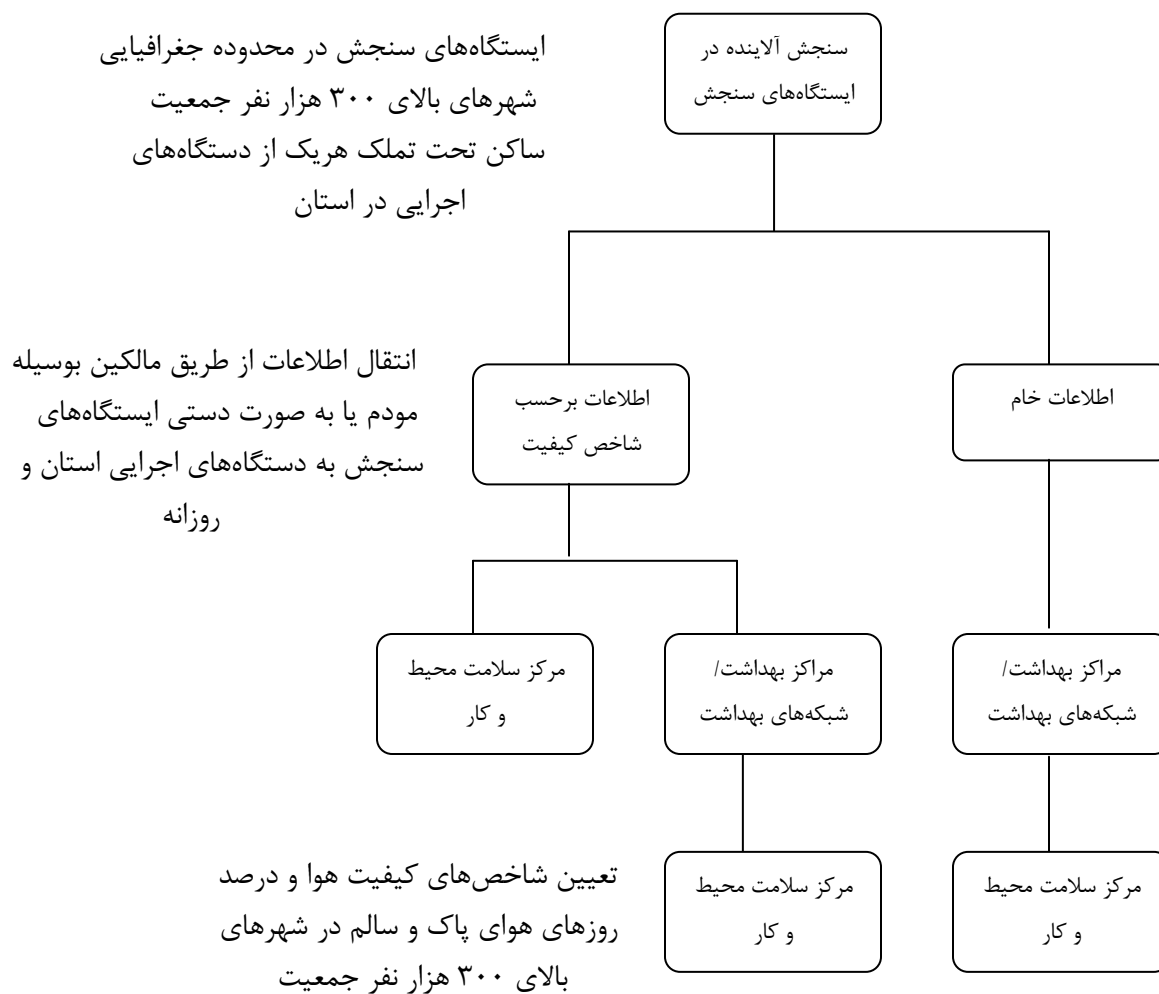 سنجش آلاینده در
ایستگاه‌های سنجش
ایستگاه‌های سنجش در محدوده جغرافیایی
شهرهای بالای ۳۰۰ هزار نفر جمعیت
ساکن تحت تملک هریک از دستگاه‌های
اجرایی در استان
اطلاعات خام
اطلاعات برحسب
شاخص کیفیت
انتقال اطلاعات از طریق مالکین بوسیله
مودم یا به صورت دستی ایستگاه‌های
سنجش به دستگاه‌های اجرایی استان و
روزانه
مراکز بهداشت/
شبکه‌های بهداشت
مراکز بهداشت/
شبکه‌های بهداشت
مرکز سلامت محیط
و کار
مرکز سلامت محیط
و کار
مرکز سلامت محیط
و کار
تعیین شاخص‌های کیفیت هوا و درصد
روزهای هوای پاک و سالم در شهرهای
بالای ۳۰۰ هزار نفر جمعیت